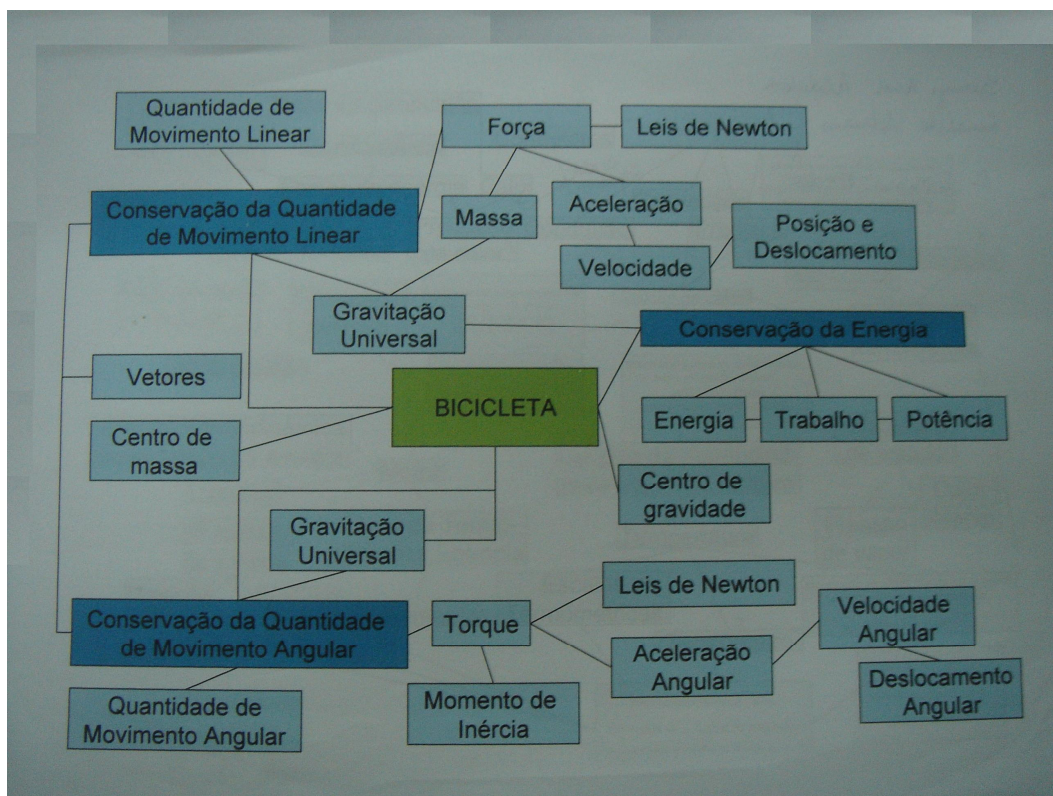 Quantidade de
Movimento Linear
Força
Leis de Newton
Conservação da Quantidade
de Movimento Linear
Massa
Aceleração
Velocidade
Posição e
Deslocamento
Gravitação
Universal
Conservação da Energia
Vetores
BICICLETA
Energia
Trabalho
Potência
Centro de
massa
Centro de
gravidade
Gravitação
Universal
Leis de Newton
Conservação da Quantidade
de Movimento Angular
Torque
Velocidade
Angular
Aceleração
Angular
Deslocamento
Angular
Quantidade de
Movimento Angular
Momento de
Inércia